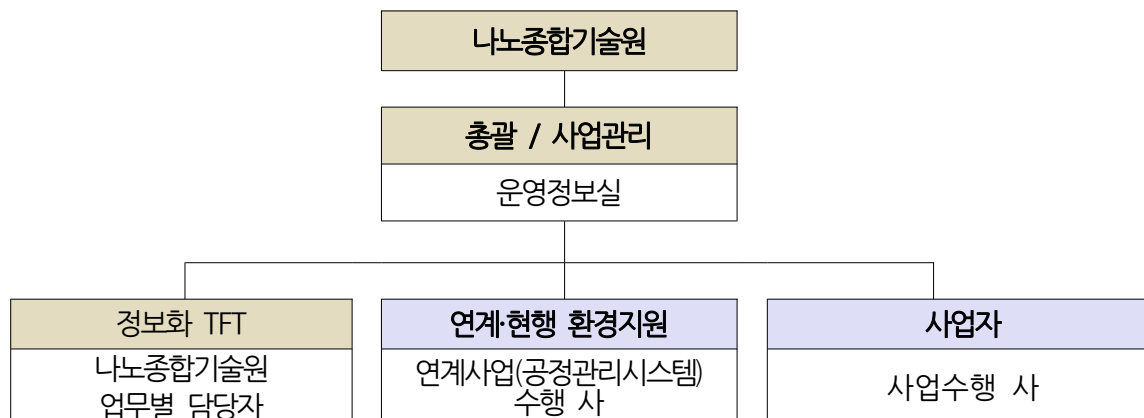 나노종합기술원
총괄 / 사업관리
운영정보실
정보화 TFT
나노종합기술원
업무별 담당자
연계·현행 환경지원
연계사업(공정관리시스템)
수행 사
사업자
사업수행 사